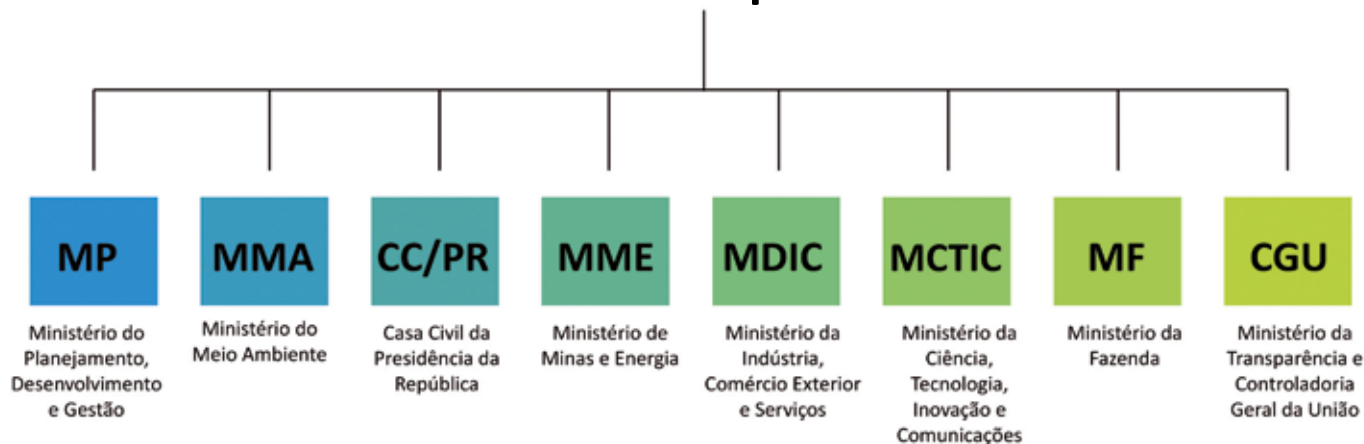 MP
Ministério do
Planejamento,
Desenvolvimento
e Gestão
MMA
Ministério do
Meio Ambiente
CC/PR
Casa Civil da
Presidência da
República
MME
Ministério de
Minas e Energia
MDIC
Ministério da
Indústria,
Comércio Exterior
e Serviços
MCTIC
Ministério da
Ciência,
Tecnologia,
Inovação e
Comunicações
MF
Ministério da
Fazenda
CGU
Ministério da
Transparência e
Controladoria
Geral da União